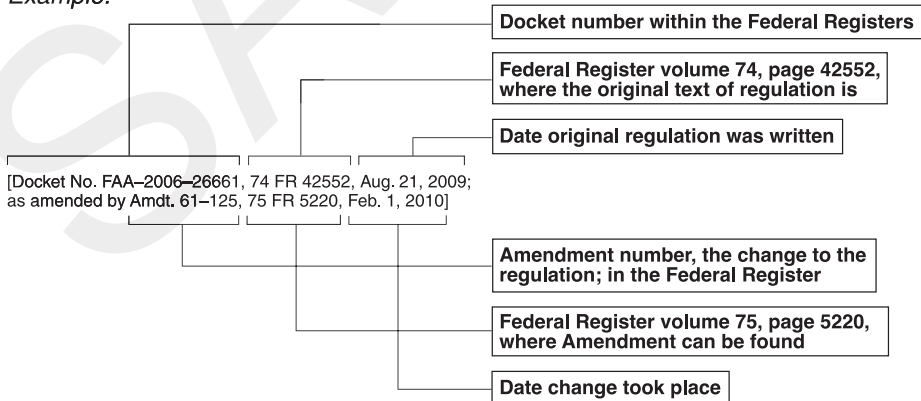 Example:
Docket number within the Federal Registers
Federal Register volume 74, page 42552,
where the original text of regulation is
Date original regulation was written
[Docket No. FAA–2006–26661, 74 FR 42552, Aug. 21, 2009;
as amended by Amdt. 61–125, 75 FR 5220, Feb. 1, 2010]
Amendment number, the change to the
regulation; in the Federal Register
Federal Register volume 75, page 5220,
where Amendment can be found
Date change took place